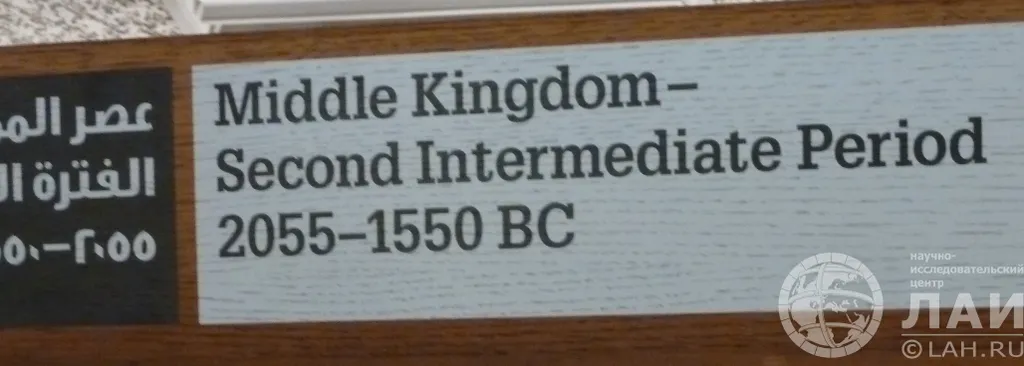 Middle Kingdom–
Second Intermediate Period
2055–1550 BC
عصر
الفترة
٢٠٥٥–
научно-
исследовательский
центр
ЛАИ
©LAH.RU